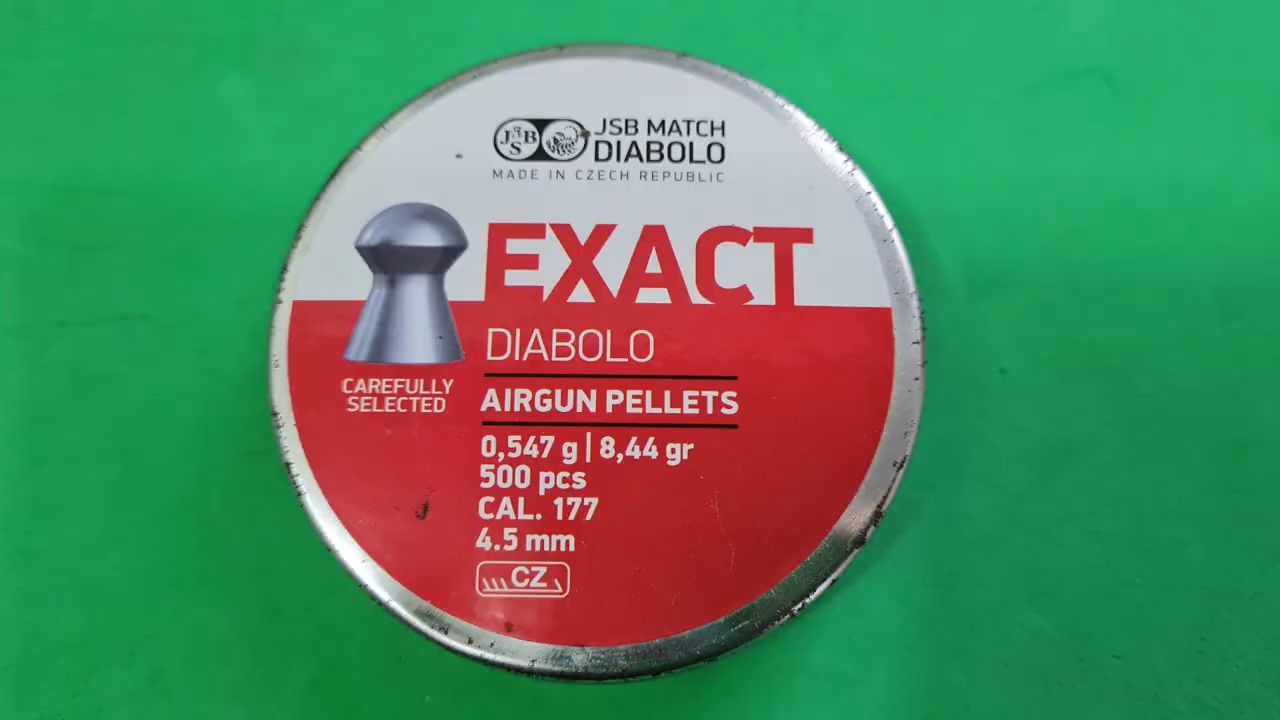 JSB
JSB MATCH
DIABOLO
MADE IN CZECH REPUBLIC
EXACT
DIABOLO
CAREFULLY
SELECTED
AIRGUN PELLETS
0,547 g | 8,44 gr
500 pcs
CAL. 177
4.5 mm
CZ